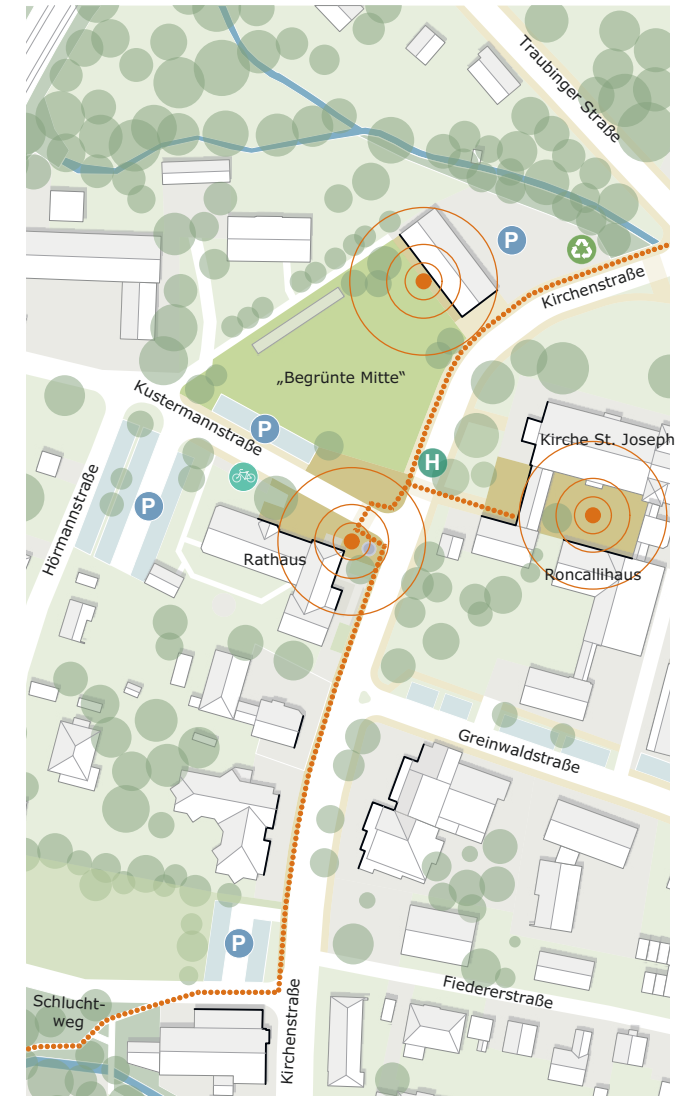 Traubinger Straße
P
Kirchenstraße
„Begrünte Mitte“
Kustermannstraße
P
Kirche St. Joseph
H
P
Hörmannstraße
Rathaus
Roncallihaus
Greinwaldstraße
P
Fiedererstraße
Schlucht-
weg
Kirchenstraße